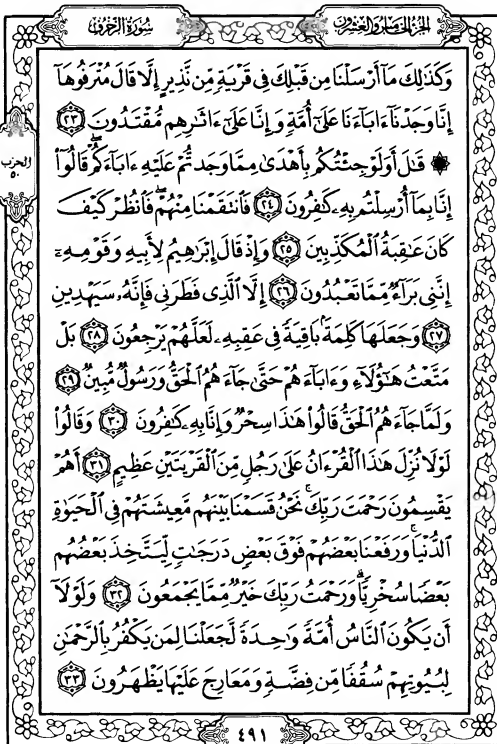 الجزء الخامس والعشرون
سورة الزخرف
وَكَذَٰلِكَ مَآ أَرْسَلْنَا مِن قَبْلِكَ فِى قَرْيَةٍ مِّن نَّذِيرٍ إِلَّا قَالَ مُتْرَفُوهَآ
إِنَّا وَجَدْنَآ ءَابَآءَنَا عَلَىٰٓ أُمَّةٍ وَإِنَّا عَلَىٰٓ ءَاثَٰرِهِم مُّقْتَدُونَ ٢٣
۞ قَٰلَ أَوَلَوْ جِئْتُكُم بِأَهْدَىٰ مِمَّا وَجَدتُّمْ عَلَيْهِ ءَابَآءَكُمْ ۖ قَالُوٓا۟
إِنَّا بِمَآ أُرْسِلْتُم بِهِۦ كَٰفِرُونَ ٢٤ فَٱنتَقَمْنَا مِنْهُمْ ۖ فَٱنظُرْ كَيْفَ
كَانَ عَٰقِبَةُ ٱلْمُكَذِّبِينَ ٢٥ وَإِذْ قَالَ إِبْرَٰهِيمُ لِأَبِيهِ وَقَوْمِهِۦٓ
إِنَّنِى بَرَآءٌ مِّمَّا تَعْبُدُونَ ٢٦ إِلَّا ٱلَّذِى فَطَرَنِى فَإِنَّهُۥ سَيَهْدِينِ
٢٧ وَجَعَلَهَا كَلِمَةًۢ بَاقِيَةً فِى عَقِبِهِۦ لَعَلَّهُمْ يَرْجِعُونَ ٢٨ بَلْ
مَتَّعْتُ هَٰٓؤُلَآءِ وَءَابَآءَهُمْ حَتَّىٰ جَآءَهُمُ ٱلْحَقُّ وَرَسُولٌ مُّبِينٌ ٢٩
وَلَمَّا جَآءَهُمُ ٱلْحَقُّ قَالُوا۟ هَٰذَا سِحْرٌ وَإِنَّا بِهِۦ كَٰفِرُونَ ٣٠ وَقَالُوا۟
لَوْلَا نُزِّلَ هَٰذَا ٱلْقُرْءَانُ عَلَىٰ رَجُلٍ مِّنَ ٱلْقَرْيَتَيْنِ عَظِيمٍ ٣١ أَهُمْ
يَقْسِمُونَ رَحْمَتَ رَبِّكَ ۚ نَحْنُ قَسَمْنَا بَيْنَهُم مَّعِيشَتَهُمْ فِى ٱلْحَيَوٰةِ
ٱلدُّنْيَا ۚ وَرَفَعْنَا بَعْضَهُمْ فَوْقَ بَعْضٍ دَرَجَٰتٍ لِّيَتَّخِذَ بَعْضُهُم
بَعْضًا سُخْرِيًّا ۗ وَرَحْمَتُ رَبِّكَ خَيْرٌ مِّمَّا يَجْمَعُونَ ٣٢ وَلَوْلَآ
أَن يَكُونَ ٱلنَّاسُ أُمَّةً وَٰحِدَةً لَّجَعَلْنَا لِمَن يَكْفُرُ بِٱلرَّحْمَٰنِ
لِبُيُوتِهِمْ سُقُفًا مِّن فِضَّةٍ وَمَعَارِجَ عَلَيْهَا يَظْهَرُونَ ٣٣
الحزب
٥٠
٤٩١